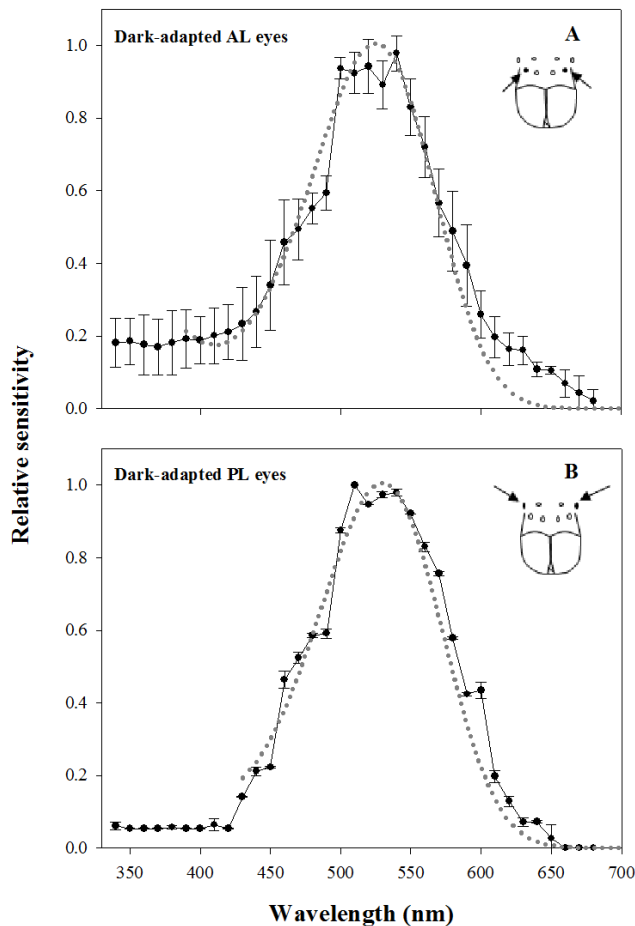 Dark-adapted AL eyes
A
1.0
0.8
0.6
0.4
0.2
0.0
Relative sensitivity
Dark-adapted PL eyes
B
1.0
0.8
0.6
0.4
0.2
0.0
350 400 450 500 550 600 650 700
Wavelength (nm)